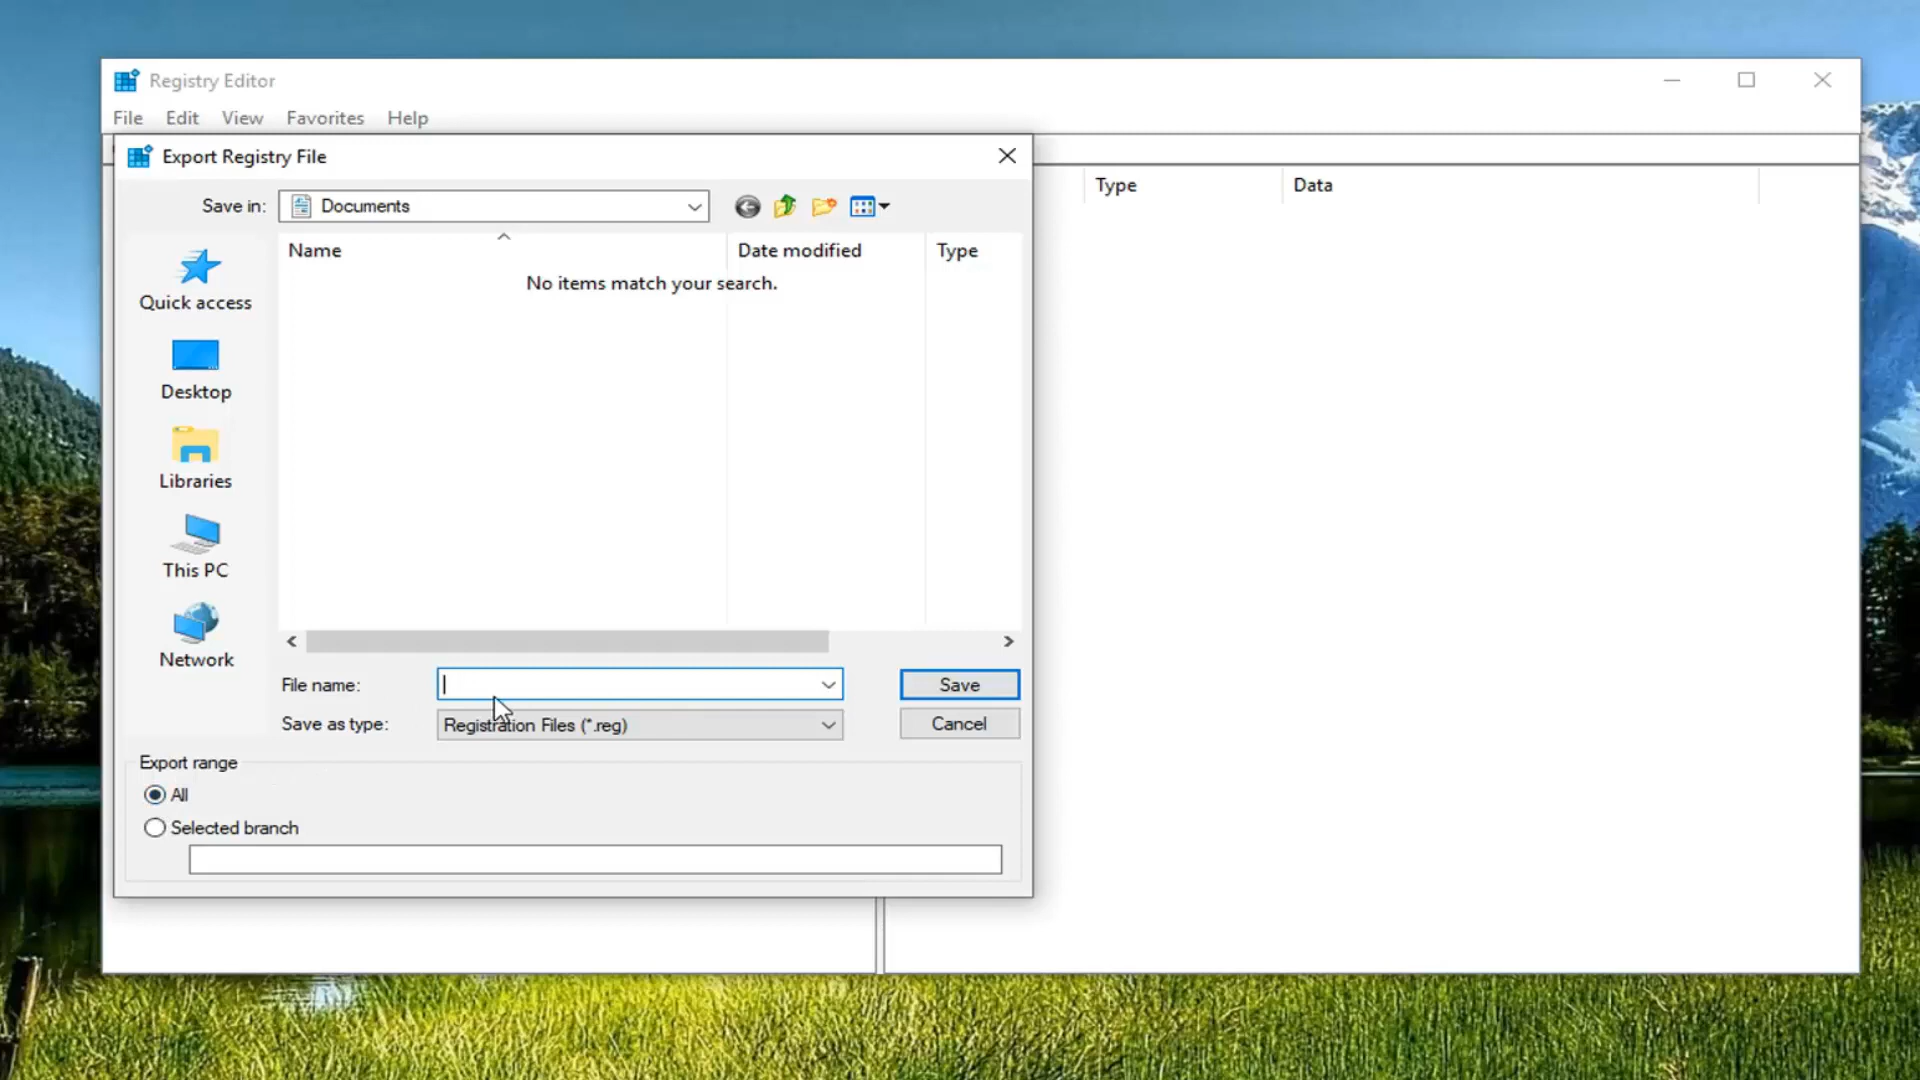 Registry Editor
File Edit View Favorites Help
Export Registry File
Type Data
Save in: Documents
Name Date modified Type
No items match your search.
Quick access
Desktop
Libraries
This PC
Network
File name: Save
Save as type: Registration Files (*.reg) Cancel
Export range
All
Selected branch